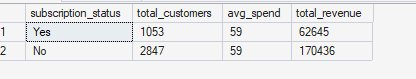 subscription_status total_customers avg_spend total_revenue
1 Yes 1053 59 62645
2 No 2847 59 170436